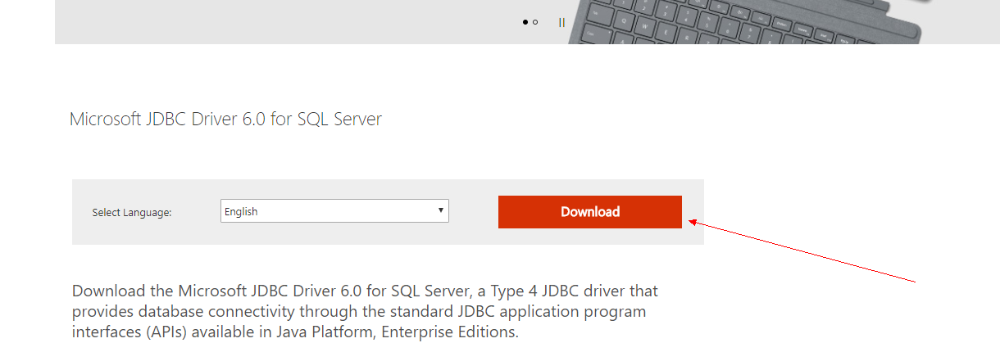 Microsoft JDBC Driver 6.0 for SQL Server
Select Language:
English
Download
Download the Microsoft JDBC Driver 6.0 for SQL Server, a Type 4 JDBC driver that
provides database connectivity through the standard JDBC application program
interfaces (APIs) available in Java Platform, Enterprise Editions.